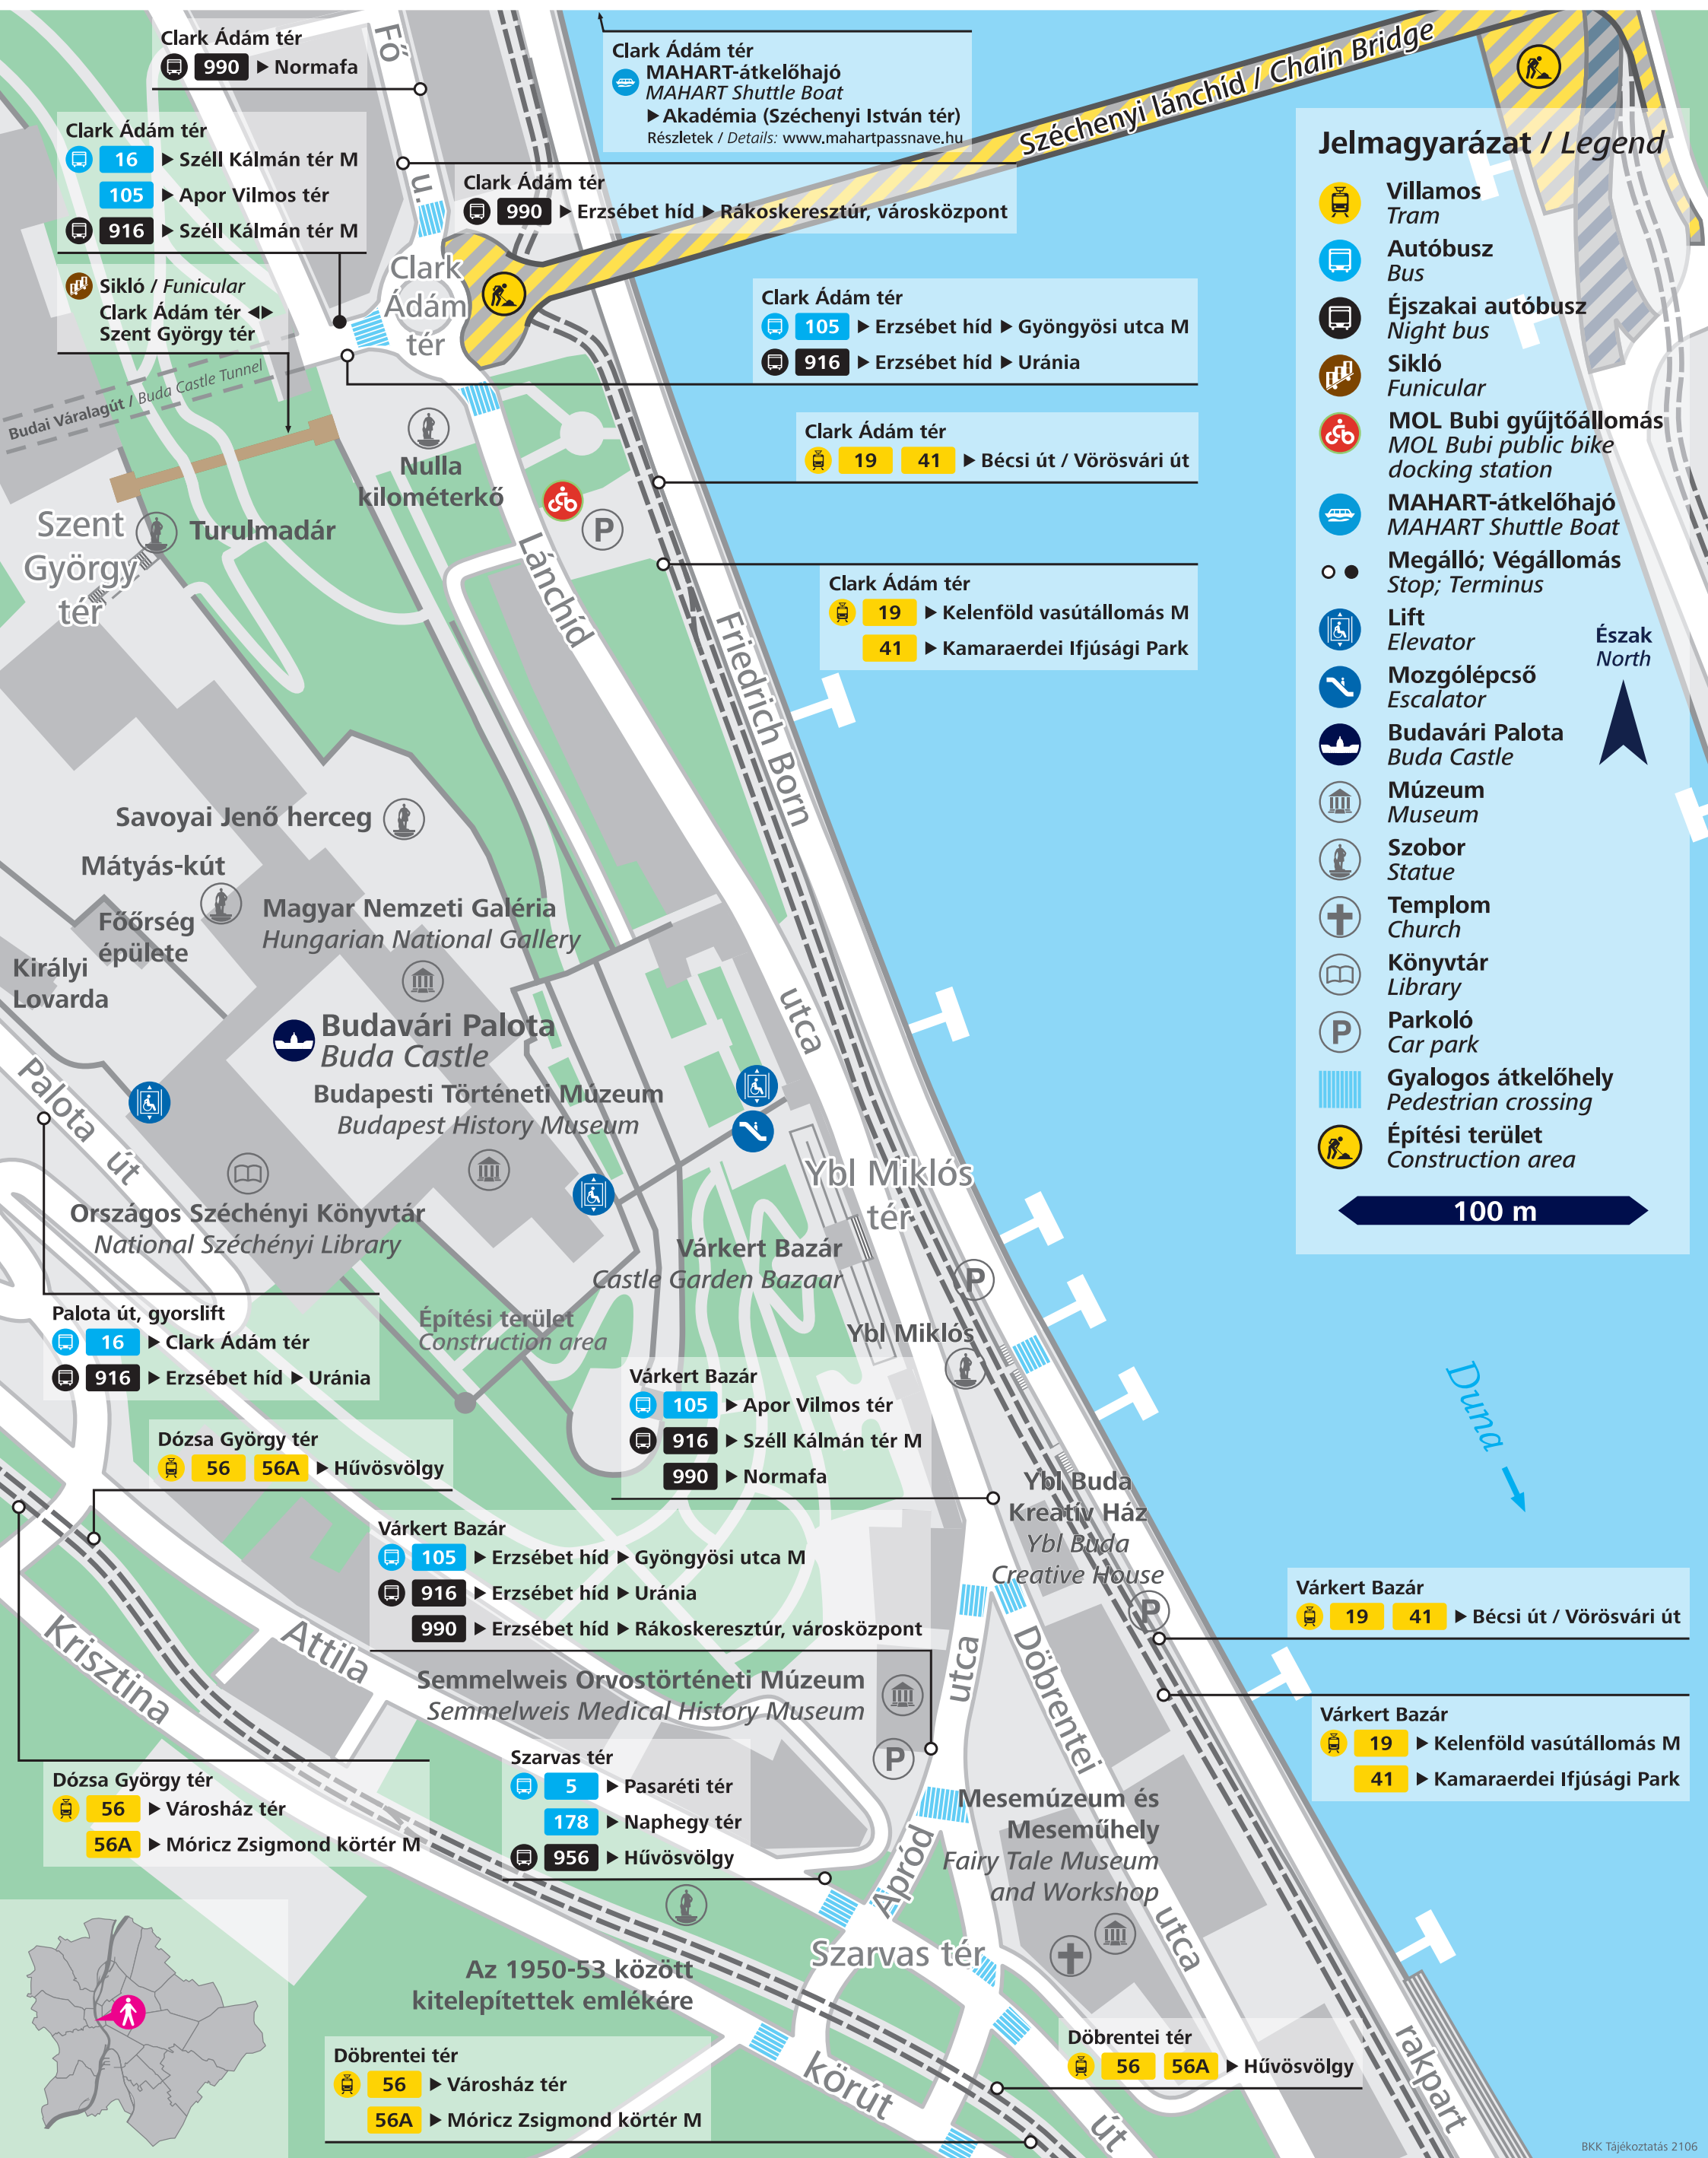 Clark Ádám tér
990 Normafa
Fő
u.
Clark Ádám tér
MAHART-átkelőhajó
MAHART Shuttle Boat
Akadémia (Széchenyi István tér)
Részletek / Details: www.mahartpassnave.hu
Széchenyi lánchíd / Chain Bridge
Clark Ádám tér
16 Széll Kálmán tér M
105 Apor Vilmos tér
916 Széll Kálmán tér M
Clark Ádám tér
990 Erzsébet híd Rákoskeresztúr, városközpont
Sikló / Funicular
Clark Ádám tér
Szent György tér
Clark
Ádám
tér
Clark Ádám tér
105 Erzsébet híd Gyöngyösi utca M
916 Erzsébet híd Uránia
Budai Váralagút / Buda Castle Tunnel
Clark Ádám tér
19 41 Bécsi út / Vörösvári út
Nulla
kilométerkő
P
Szent
György
tér
Turulmadár
Lánchíd
Clark Ádám tér
19 Kelenföld vasútállomás M
41 Kamaraerdei Ifjúsági Park
Friedrich Born
Savoyai Jenő herceg
Mátyás-kút
Főőrség
épülete
Magyar Nemzeti Galéria
Hungarian National Gallery
Királyi
Lovarda
utca
Budavári Palota
Buda Castle
Palota
út
Budapesti Történeti Múzeum
Budapest History Museum
Ybl Miklós
tér
Országos Széchényi Könyvtár
National Széchényi Library
Várkert Bazár
Castle Garden Bazaar
P
Palota út, gyorslift
16 Clark Ádám tér
916 Erzsébet híd Uránia
Építési terület
Construction area
Ybl Miklós
Várkert Bazár
105 Apor Vilmos tér
916 Széll Kálmán tér M
990 Normafa
Dózsa György tér
56 56A Hűvösvölgy
Duna
Ybl Buda
Kreatív Ház
Ybl Buda
Creative House
Várkert Bazár
105 Erzsébet híd Gyöngyösi utca M
916 Erzsébet híd Uránia
990 Erzsébet híd Rákoskeresztúr, városközpont
P
Várkert Bazár
19 41 Bécsi út / Vörösvári út
Krisztina
Attila
utca
Döbrentei
Semmelweis Orvostörténeti Múzeum
Semmelweis Medical History Museum
P
Várkert Bazár
19 Kelenföld vasútállomás M
41 Kamaraerdei Ifjúsági Park
Dózsa György tér
56 Városház tér
56A Móricz Zsigmond körtér M
Szarvas tér
5 Pasaréti tér
178 Naphegy tér
956 Hűvösvölgy
Mesemúzeum és
Meseműhely
Fairy Tale Museum
and Workshop
Apród
utca
Szarvas tér
Az 1950-53 között
kitelepítettek emlékére
Döbrentei tér
56 56A Hűvösvölgy
Döbrentei tér
56 Városház tér
56A Móricz Zsigmond körtér M
körút
út
rakpart
Jelmagyarázat / Legend
Villamos
Tram
Autóbusz
Bus
Éjszakai autóbusz
Night bus
Sikló
Funicular
MOL Bubi gyűjtőállomás
MOL Bubi public bike
docking station
MAHART-átkelőhajó
MAHART Shuttle Boat
Megálló; Végállomás
Stop; Terminus
Lift
Elevator
Észak
North
Mozgólépcső
Escalator
Budavári Palota
Buda Castle
Múzeum
Museum
Szobor
Statue
Templom
Church
Könyvtár
Library
P
Parkoló
Car park
Gyalogos átkelőhely
Pedestrian crossing
Építési terület
Construction area
100 m
BKK Tájékoztatás 2106